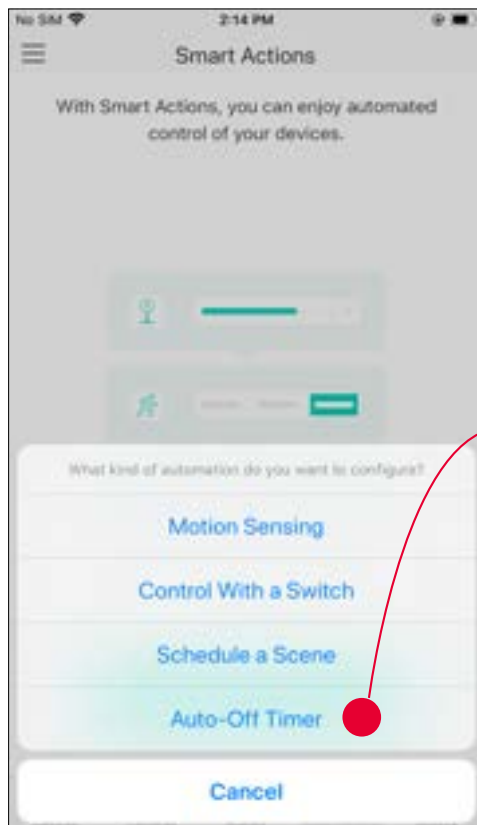 No SIM 2:14 PM
Smart Actions
With Smart Actions, you can enjoy automated
control of your devices.
What kind of automation do you want to configure?
Motion Sensing
Control With a Switch
Schedule a Scene
Auto-Off Timer
Cancel